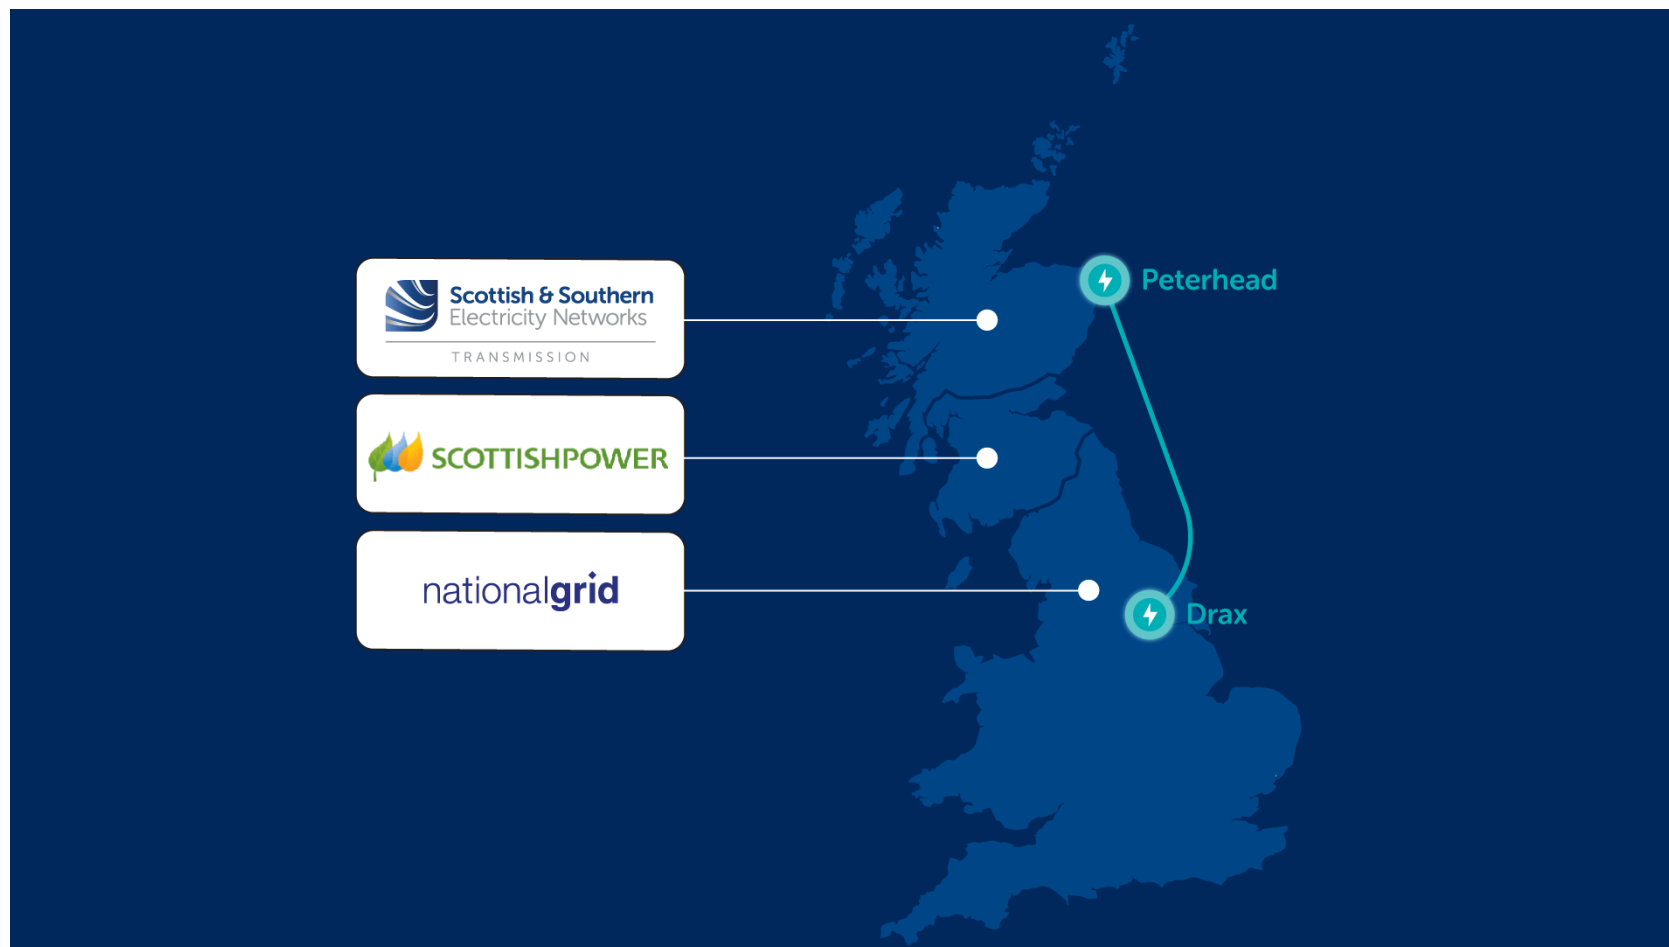 Scottish & Southern
Electricity Networks
TRANSMISSION
SCOTTISHPOWER
nationalgrid
Peterhead
Drax